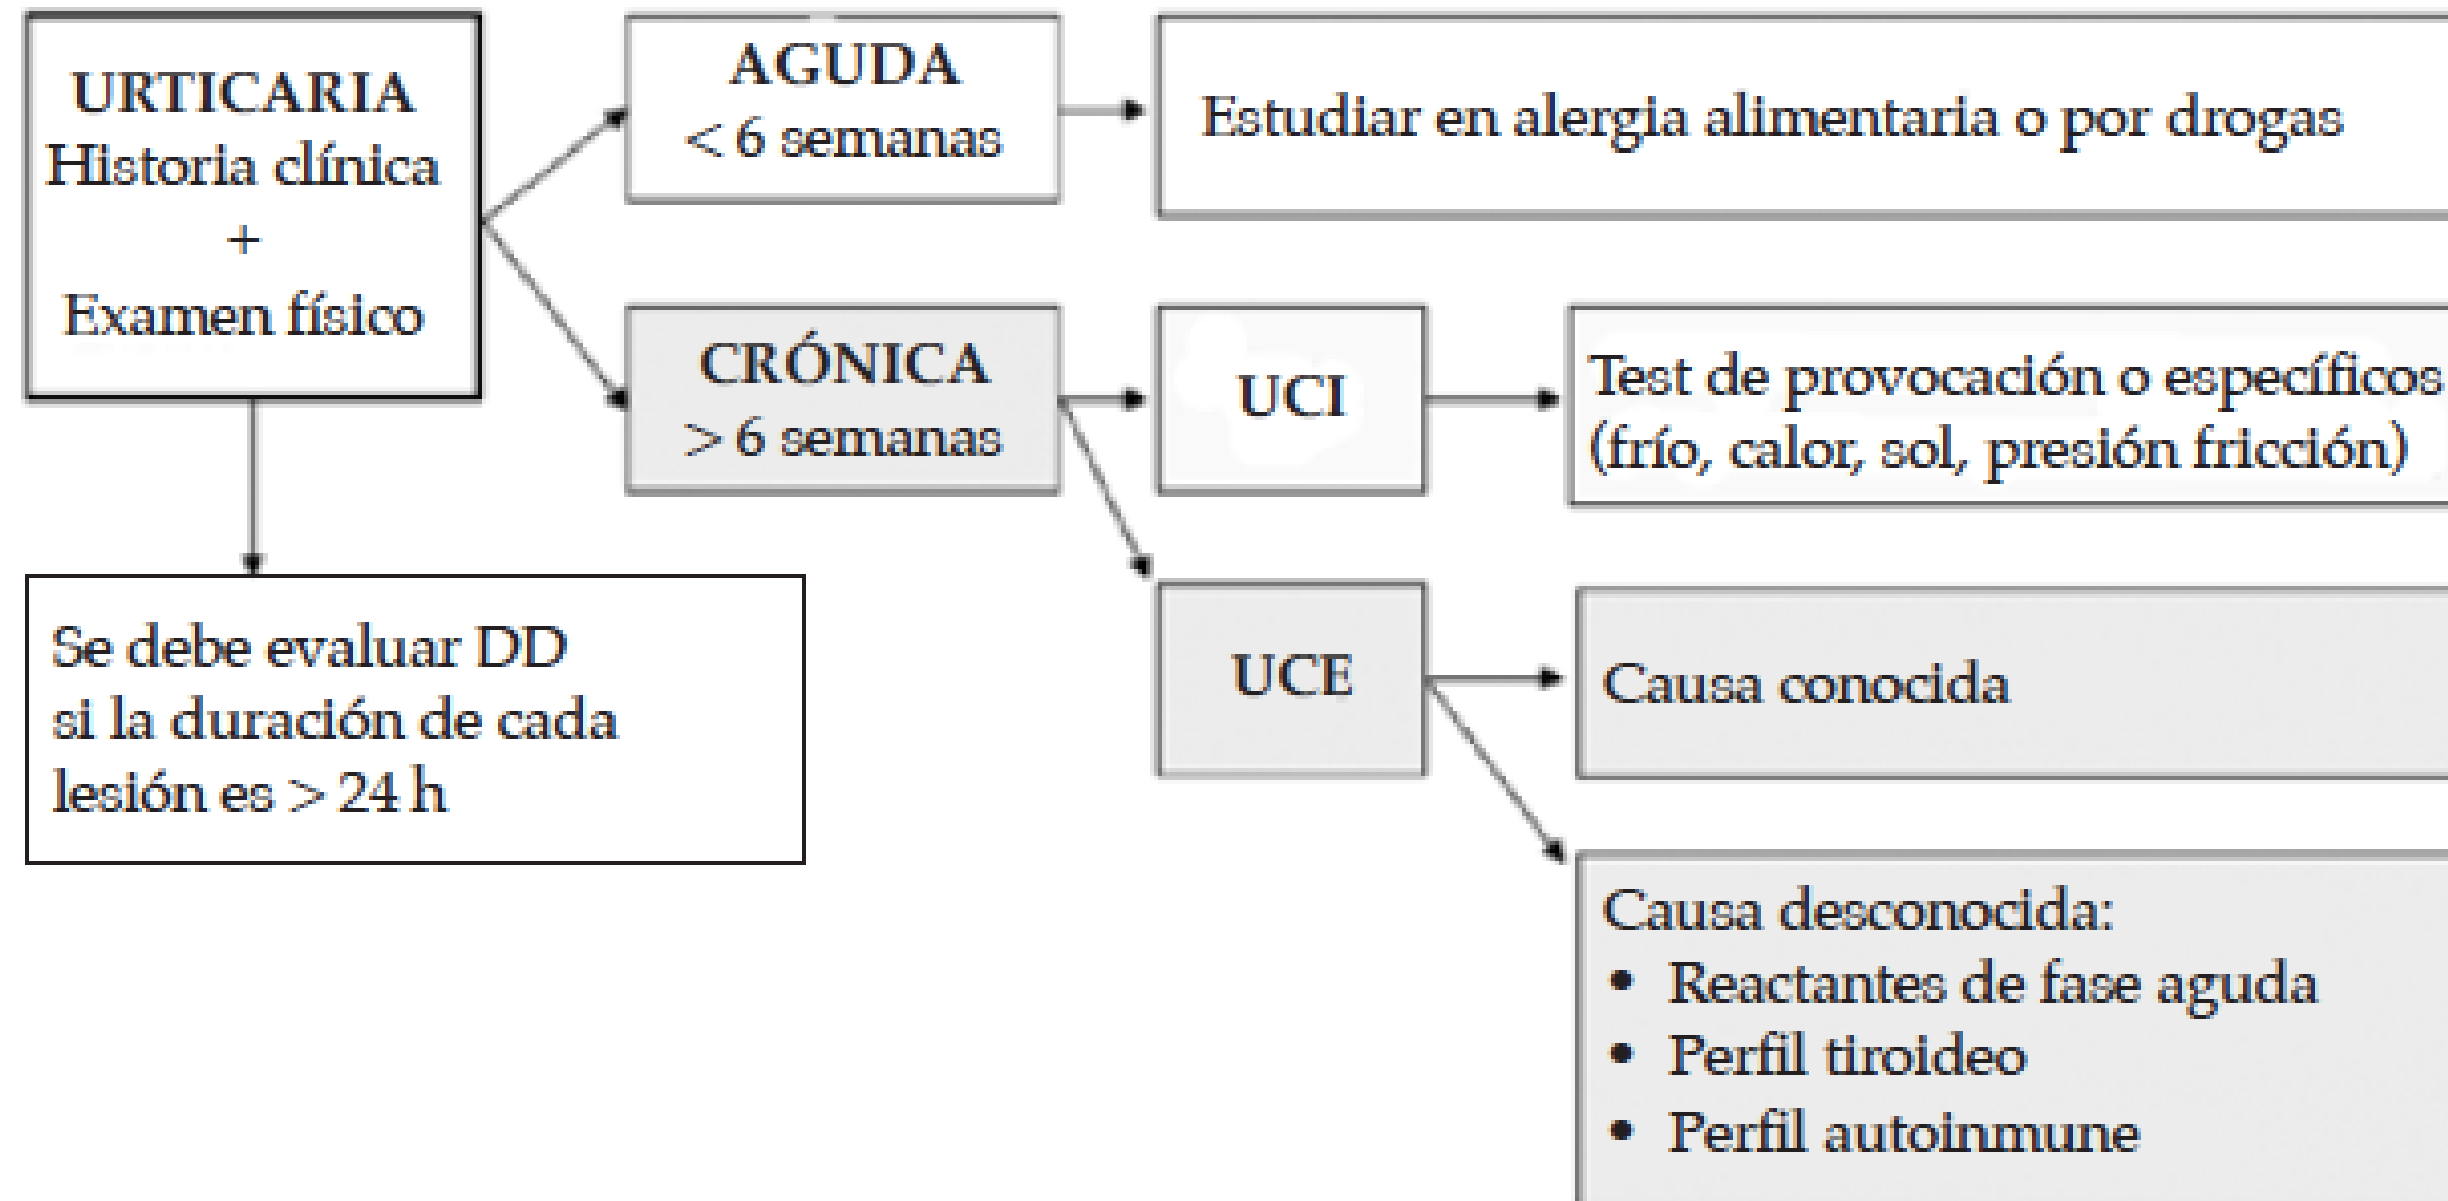 URTICARIA
Historia clínica
+
Examen físico
AGUDA
< 6 semanas
Estudiar en alergia alimentaria o por drogas
CRÓNICA
> 6 semanas
UCI
Test de provocación o específicos
(frío, calor, sol, presión fricción)
Se debe evaluar DD
si la duración de cada
lesión es > 24 h
UCE
Causa conocida
Causa desconocida:
• Reactantes de fase aguda
• Perfil tiroideo
• Perfil autoinmune